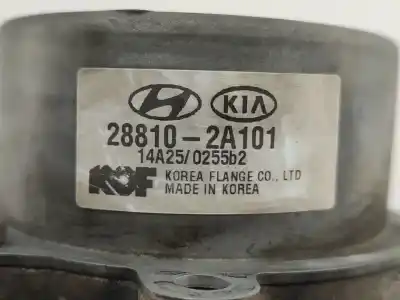 KIA
28810-2A101
14A25/0255b2
KOF KOREA FLANGE CO., LTD
MADE IN KOREA